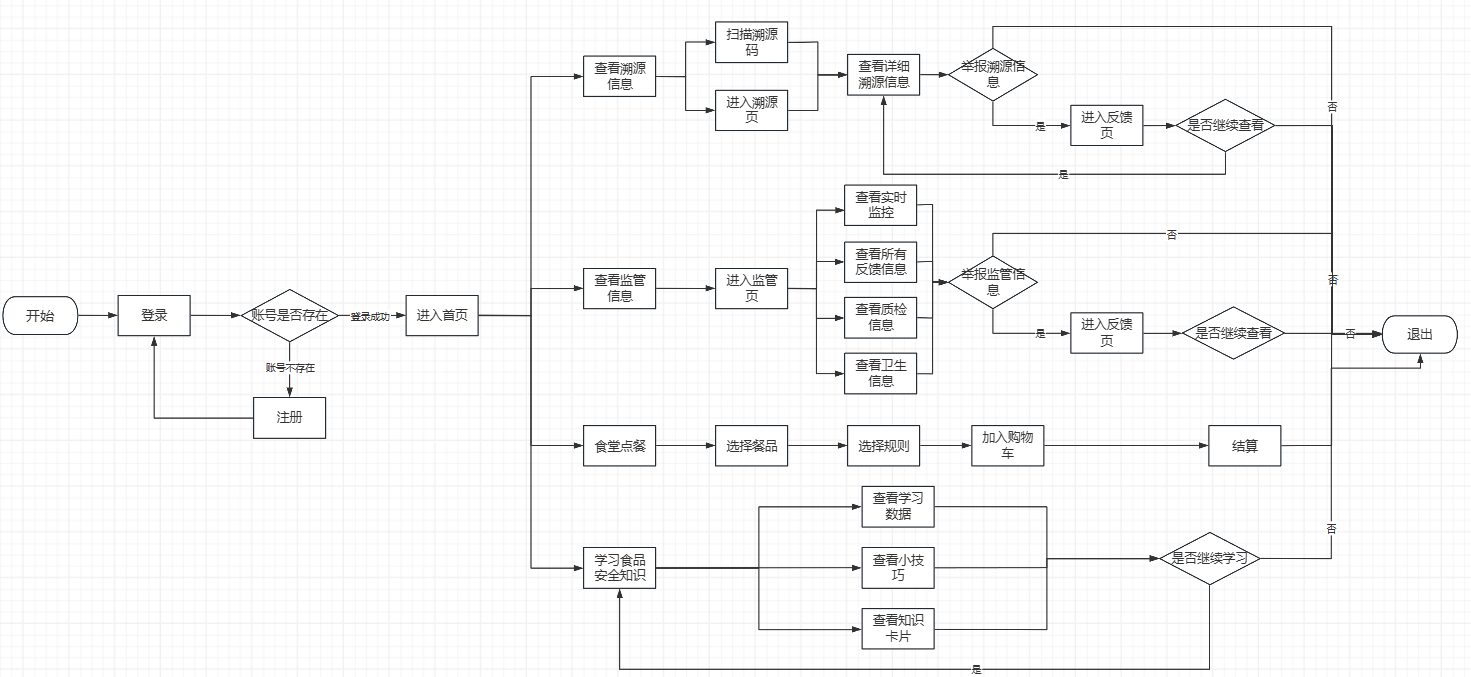 开始
登录
账号是否存在
登录成功
账号不存在
注册
进入首页
查看溯源
信息
扫描溯源
码
进入溯源
页
查看详细
溯源信息
举报溯源信
息
是
进入反馈
页
是否继续查看
否
是
查看监管
信息
进入监管
页
查看实时
监控
查看所有
反馈信息
查看质检
信息
查看卫生
信息
举报监管信
息
否
否
是
进入反馈
页
是否继续查看
否
退出
食堂点餐
选择餐品
选择规则
加入购物
车
结算
学习食品
安全知识
查看学习
数据
查看小技
巧
查看知识
卡片
是否继续学习
否
是